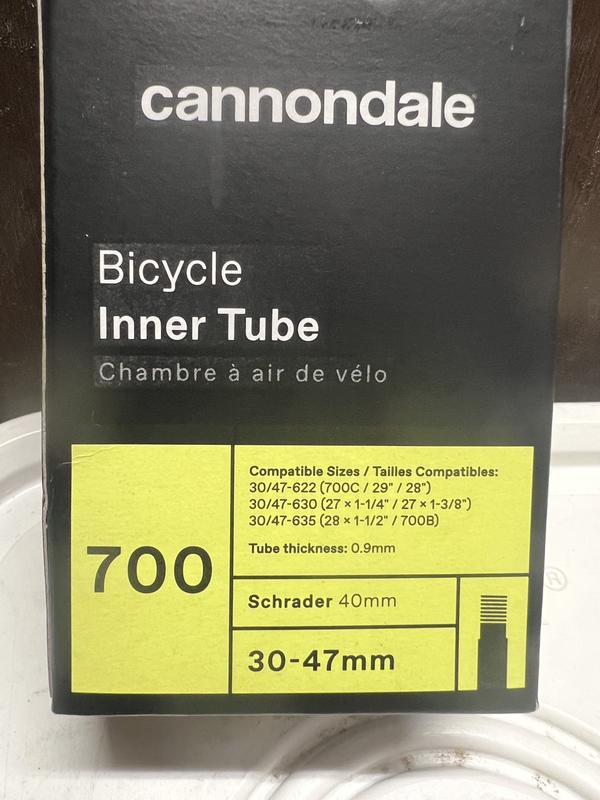 cannondale
Bicycle
Inner Tube
Chambre à air de vélo
700
Compatible Sizes / Tailles Compatibles:
30/47-622 (700C / 29" / 28")
30/47-630 (27 × 1-1/4" / 27 × 1-3/8")
30/47-635 (28 × 1-1/2" / 700B)
Tube thickness: 0.9mm
Schrader 40mm
30-47mm
®